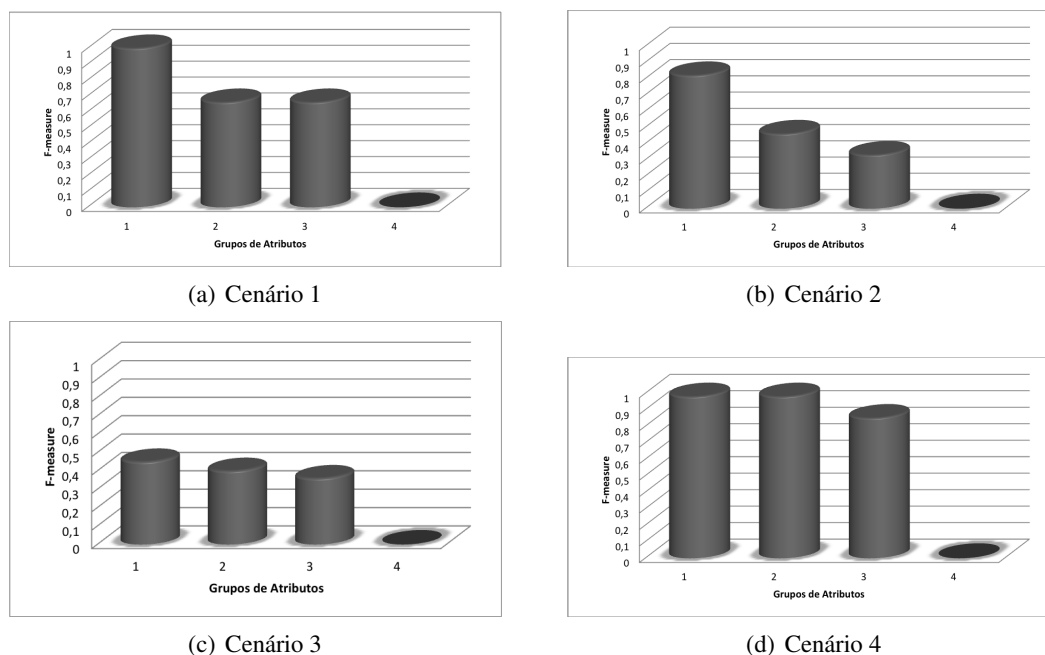 F-measure
1
0,9
0,8
0,7
0,6
0,5
0,4
0,3
0,2
0,1
0
1 2 3 4
Grupos de Atributos
(a) Cenário 1
F-measure
1
0,9
0,8
0,7
0,6
0,5
0,4
0,3
0,2
0,1
0
1 2 3 4
Grupos de Atributos
(b) Cenário 2
F-measure
1
0,9
0,8
0,7
0,6
0,5
0,4
0,3
0,2
0,1
0
1 2 3 4
Grupos de Atributos
(c) Cenário 3
F-measure
1
0,9
0,8
0,7
0,6
0,5
0,4
0,3
0,2
0,1
0
1 2 3 4
Grupos de Atributos
(d) Cenário 4